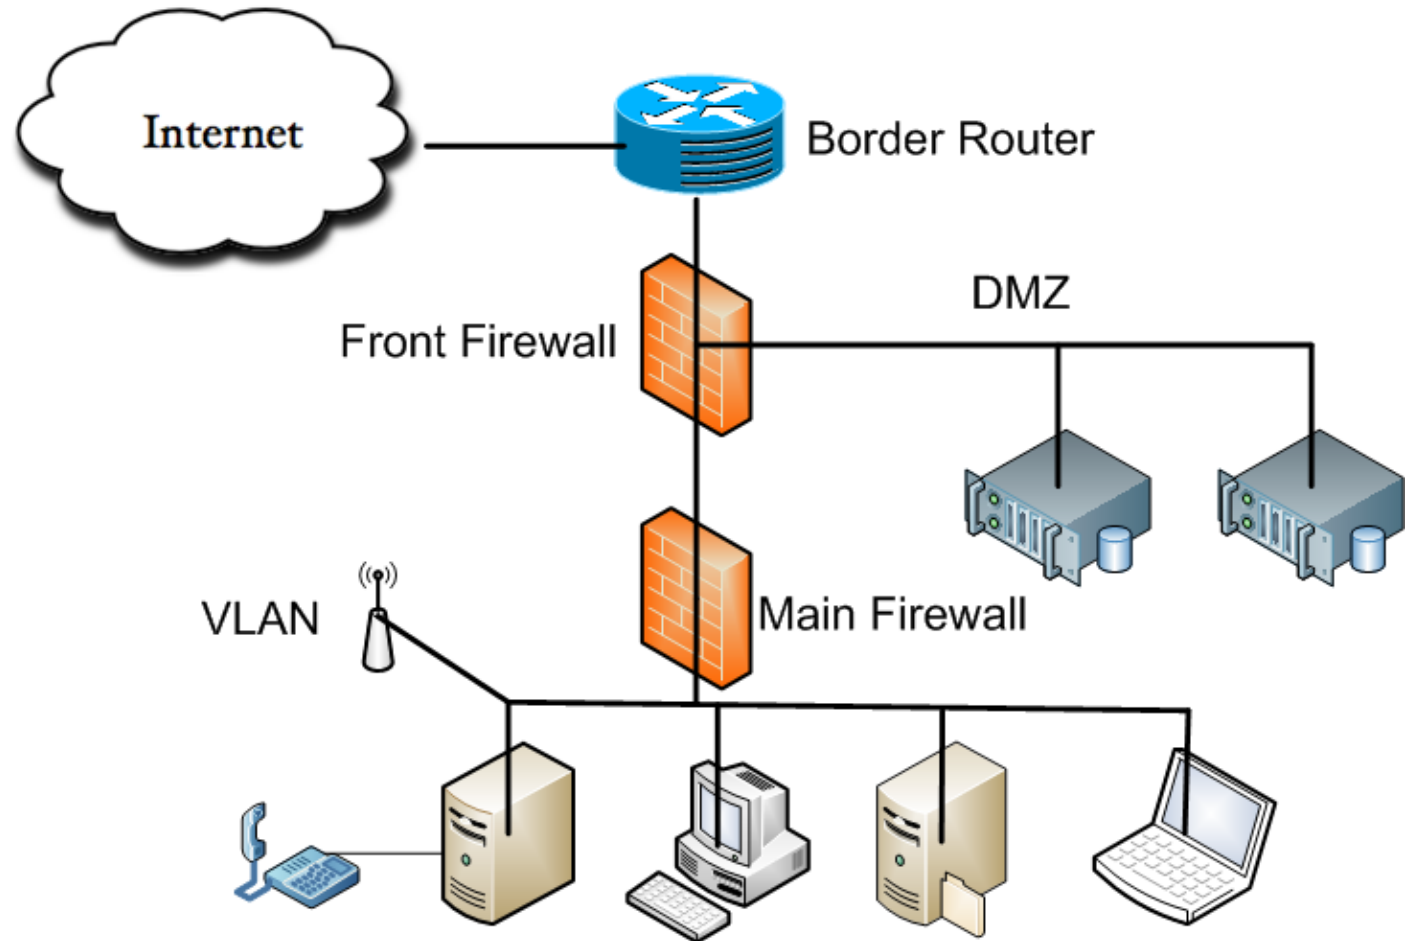 Internet
Border Router
DMZ
Front Firewall
Main Firewall
VLAN